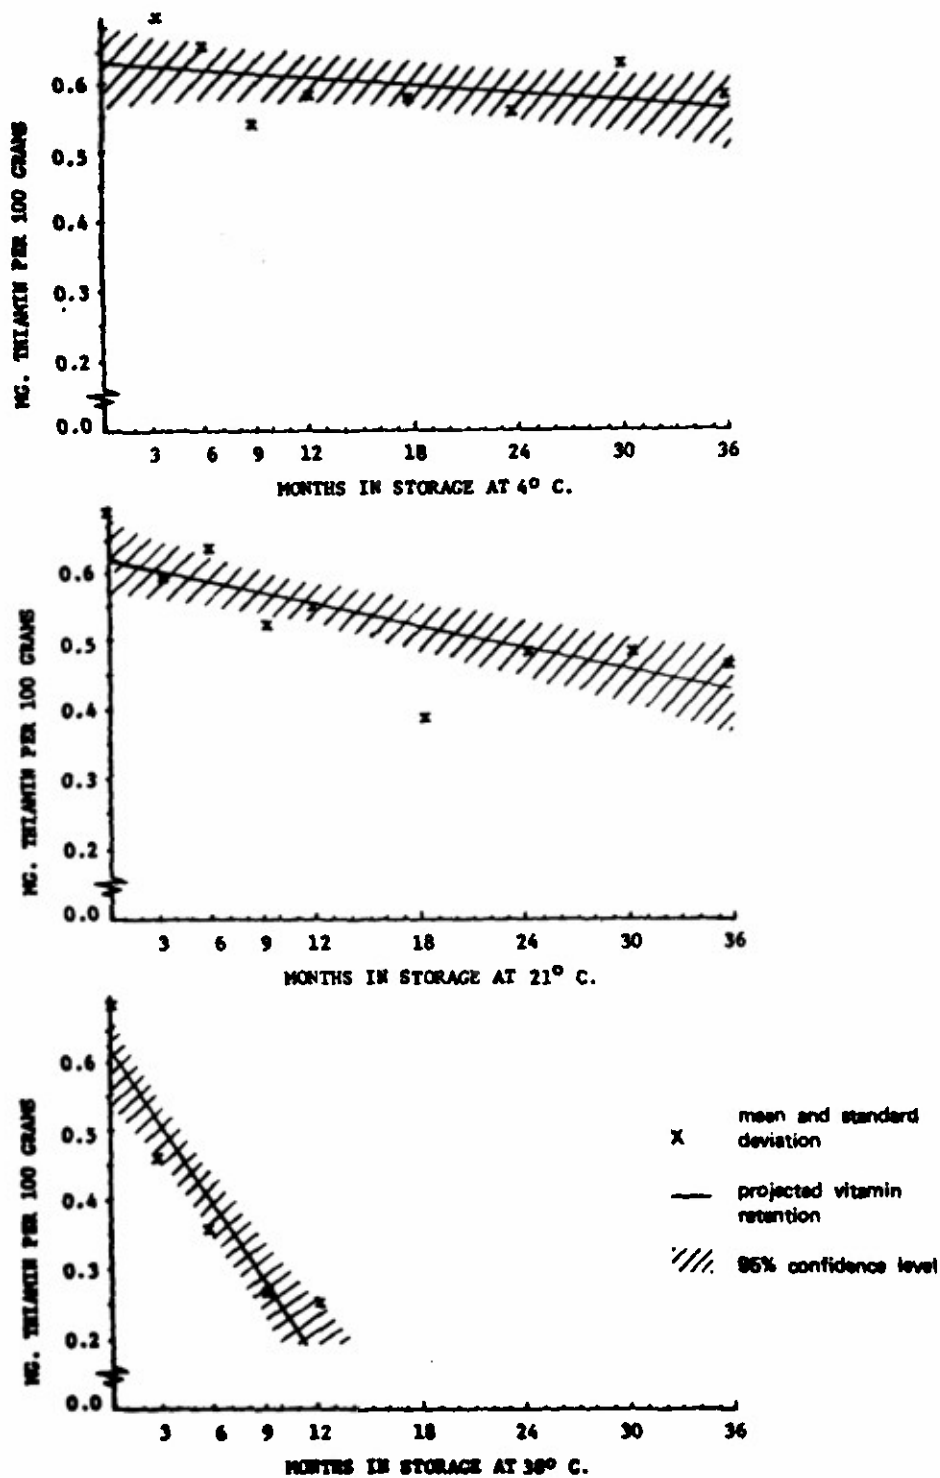 MG. THIAMIN PER 100 GRAMS
0.6
0.5
0.4
0.3
0.2
0.0
3 6 9 12 18 24 30 36
MONTHS IN STORAGE AT 4° C.
MG. THIAMIN PER 100 GRAMS
0.6
0.5
0.4
0.3
0.2
0.0
3 6 9 12 18 24 30 36
MONTHS IN STORAGE AT 21° C.
MG. THIAMIN PER 100 GRAMS
0.6
0.5
0.4
0.3
0.2
0.0
3 6 9 12 18 24 30 36
MONTHS IN STORAGE AT 38° C.
x mean and standard
deviation
projected vitamin
retention
95% confidence level